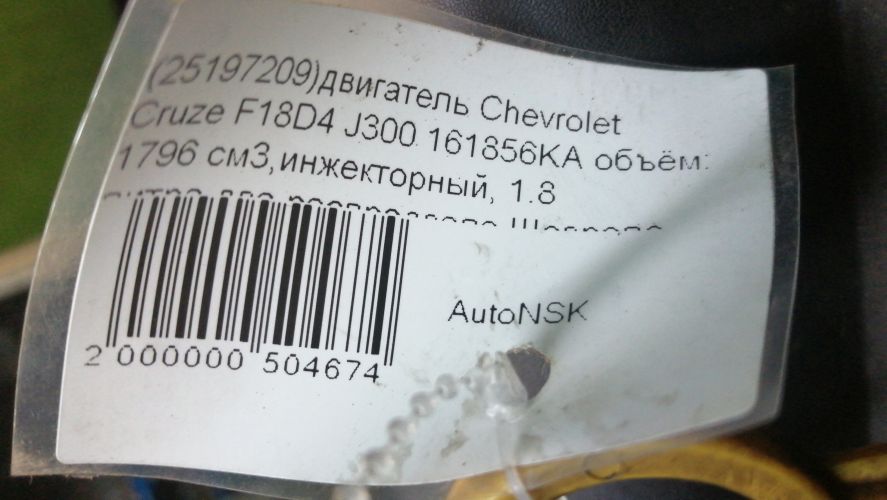 (25197209)двигатель Chevrolet
Cruze F18D4 J300 161856KA объём:
1796 см3,инжекторный, 1.8
AutoNSK
2 000000 504674